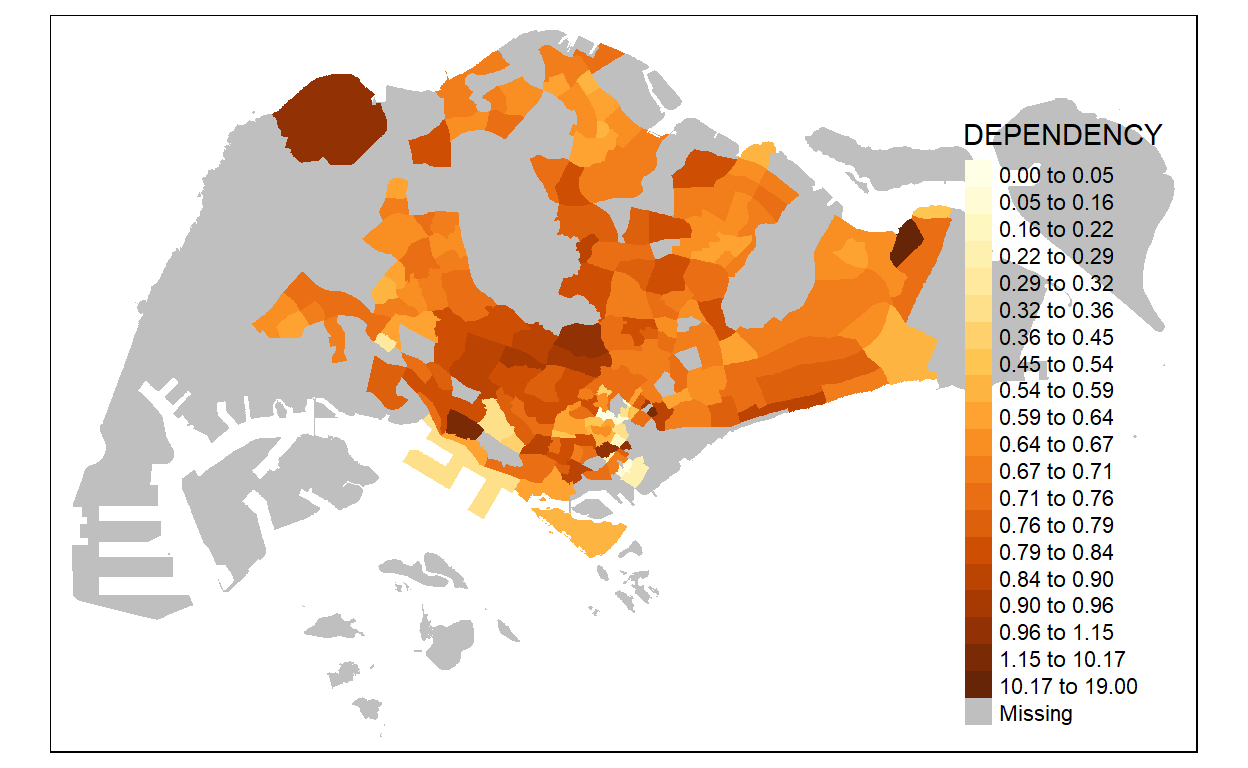 DEPENDENCY
0.00 to 0.05
0.05 to 0.16
0.16 to 0.22
0.22 to 0.29
0.29 to 0.32
0.32 to 0.36
0.36 to 0.45
0.45 to 0.54
0.54 to 0.59
0.59 to 0.64
0.64 to 0.67
0.67 to 0.71
0.71 to 0.76
0.76 to 0.79
0.79 to 0.84
0.84 to 0.90
0.90 to 0.96
0.96 to 1.15
1.15 to 10.17
10.17 to 19.00
Missing